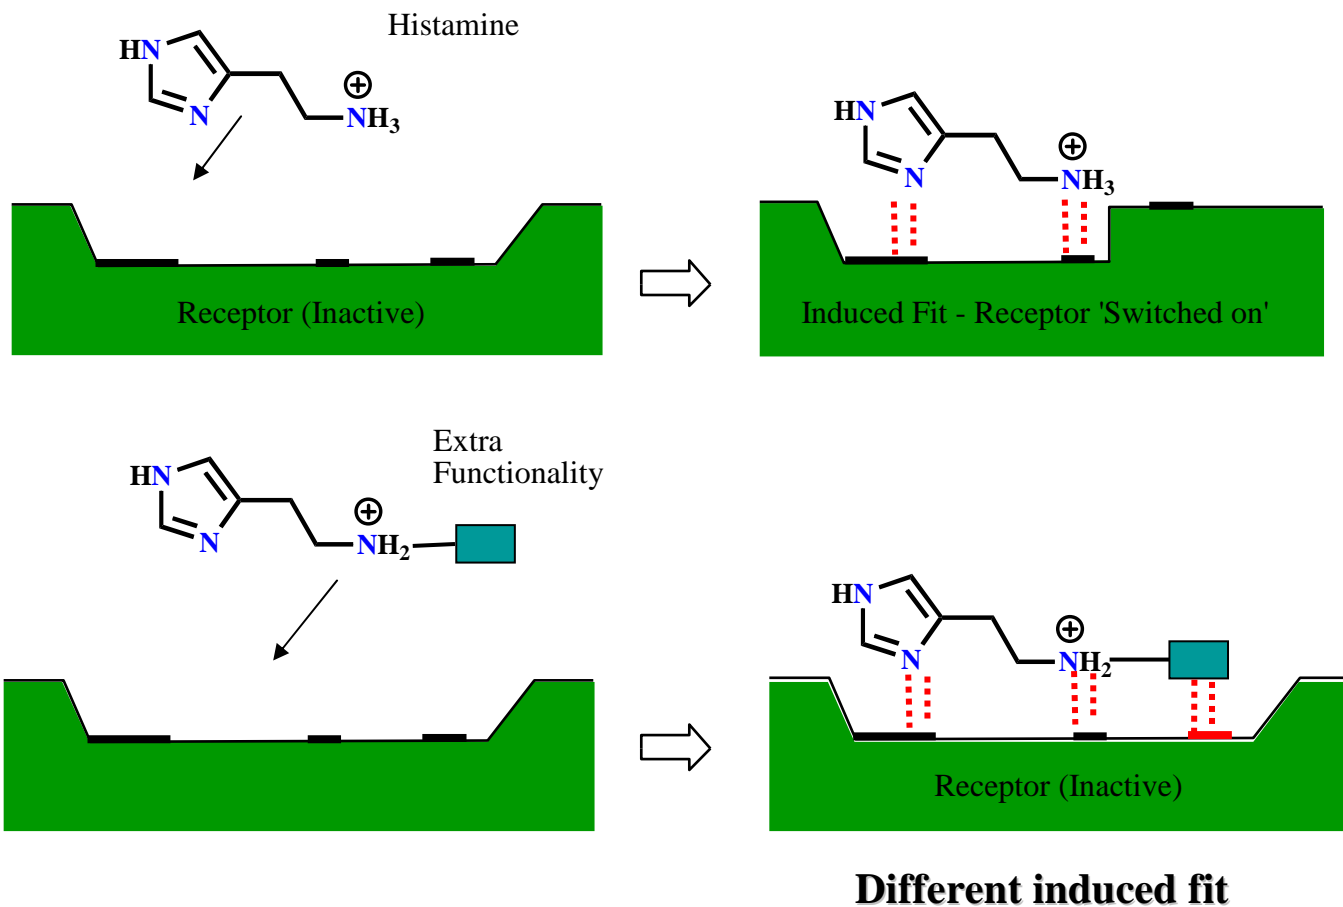 Histamine
HN
N
⊕
NH3
HN
N
⊕
NH3
Receptor (Inactive)
Induced Fit - Receptor 'Switched on'
Extra
Functionality
HN
N
⊕
NH2
HN
N
⊕
NH2
Receptor (Inactive)
Different induced fit